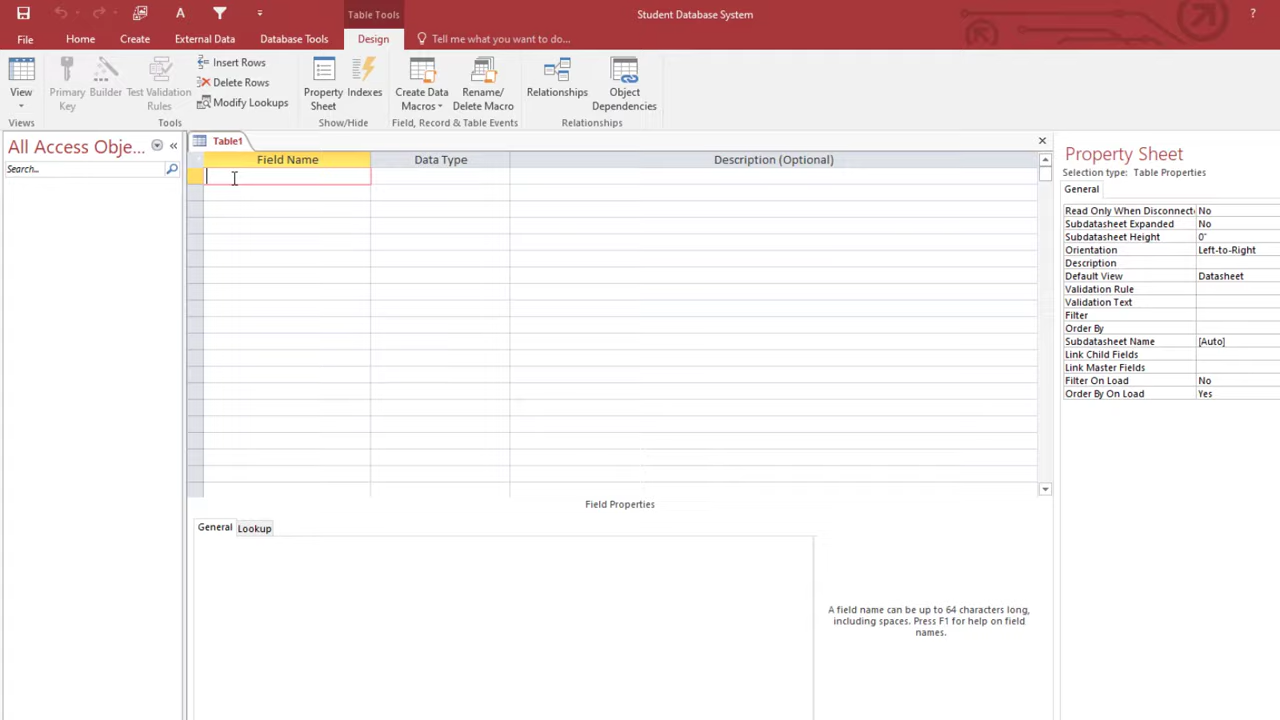 Table Tools
Student Database System
?
File
Home
Create
External Data
Database Tools
Design
Tell me what you want to do...
View
Primary Key
Builder
Test Validation Rules
Insert Rows
Delete Rows
Modify Lookups
Property Sheet
Indexes
Create Data Macros
Rename/ Delete Macro
Relationships
Object Dependencies
Views
Tools
Show/Hide
Field, Record & Table Events
Relationships
All Access Obje...
Search...
Table1
Field Name
Data Type
Description (Optional)
Property Sheet
Selection type: Table Properties
General
Read Only When Disconnect No
Subdatasheet Expanded No
Subdatasheet Height 0"
Orientation Left-to-Right
Description
Default View Datasheet
Validation Rule
Validation Text
Filter
Order By
Subdatasheet Name [Auto]
Link Child Fields
Link Master Fields
Filter On Load No
Order By On Load Yes
Field Properties
General
Lookup
A field name can be up to 64 characters long,
including spaces. Press F1 for help on field
names.